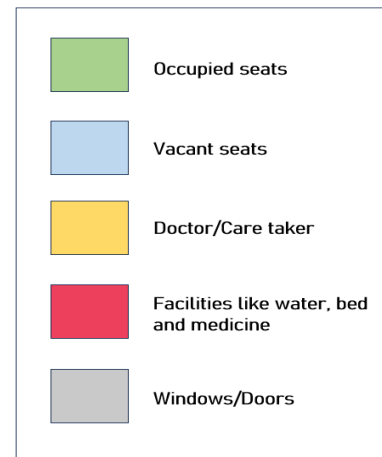 Occupied seats
Vacant seats
Doctor/Care taker
Facilities like water, bed
and medicine
Windows/Doors